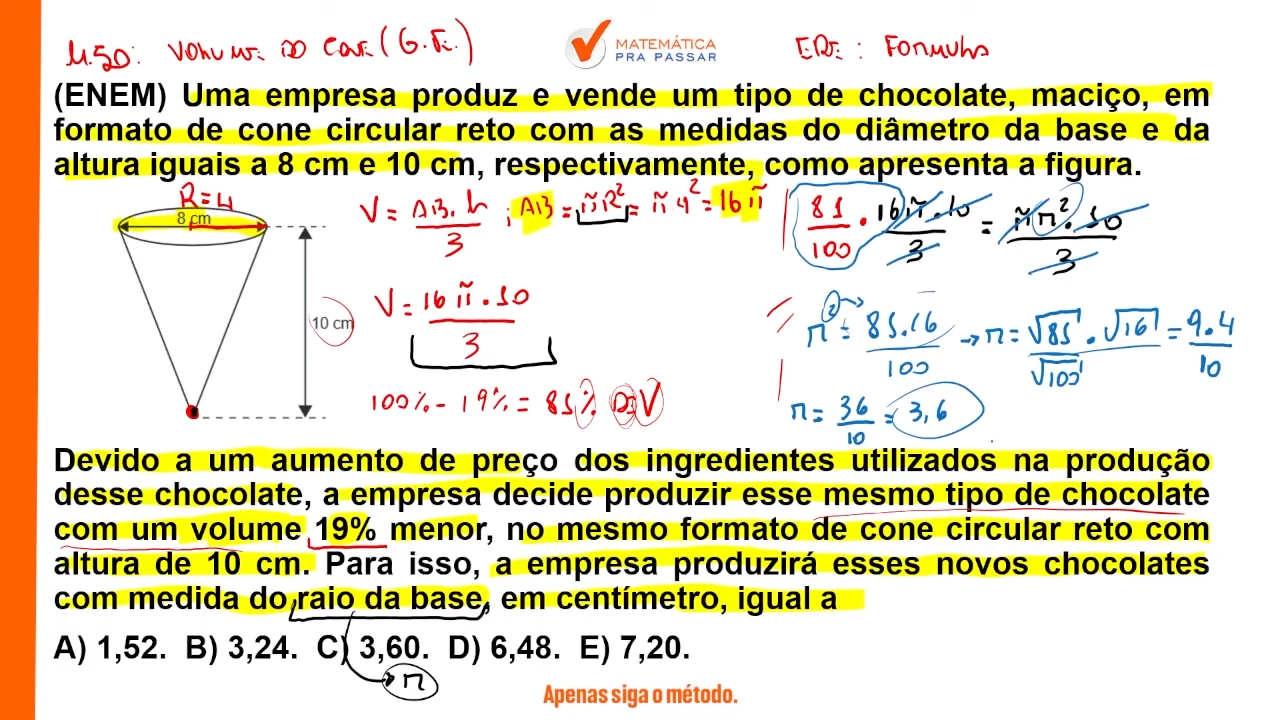 M.50: VOLUME DO CONE (G.E.)
MATEMÁTICA
PRA PASSAR
ERE: FORMULAS
(ENEM) Uma empresa produz e vende um tipo de chocolate, maciço, em
formato de cone circular reto com as medidas do diâmetro da base e da
altura iguais a 8 cm e 10 cm, respectivamente, como apresenta a figura.
R=4
8 cm
10 cm
V = AB.h/3 ; AB = πR² = π4² = 16π
V = 16π.10/3
100% - 19% = 81% DE V
81/100 . 16π.10/3 = πr².10/3
r² = 81.16/100 → r = √81.√16/√100 = 9.4/10
r = 36/10 = 3,6
Devido a um aumento de preço dos ingredientes utilizados na produção
desse chocolate, a empresa decide produzir esse mesmo tipo de chocolate
com um volume 19% menor, no mesmo formato de cone circular reto com
altura de 10 cm. Para isso, a empresa produzirá esses novos chocolates
com medida do raio da base, em centímetro, igual a
A) 1,52. B) 3,24. C) 3,60. D) 6,48. E) 7,20.
r
Apenas siga o método.